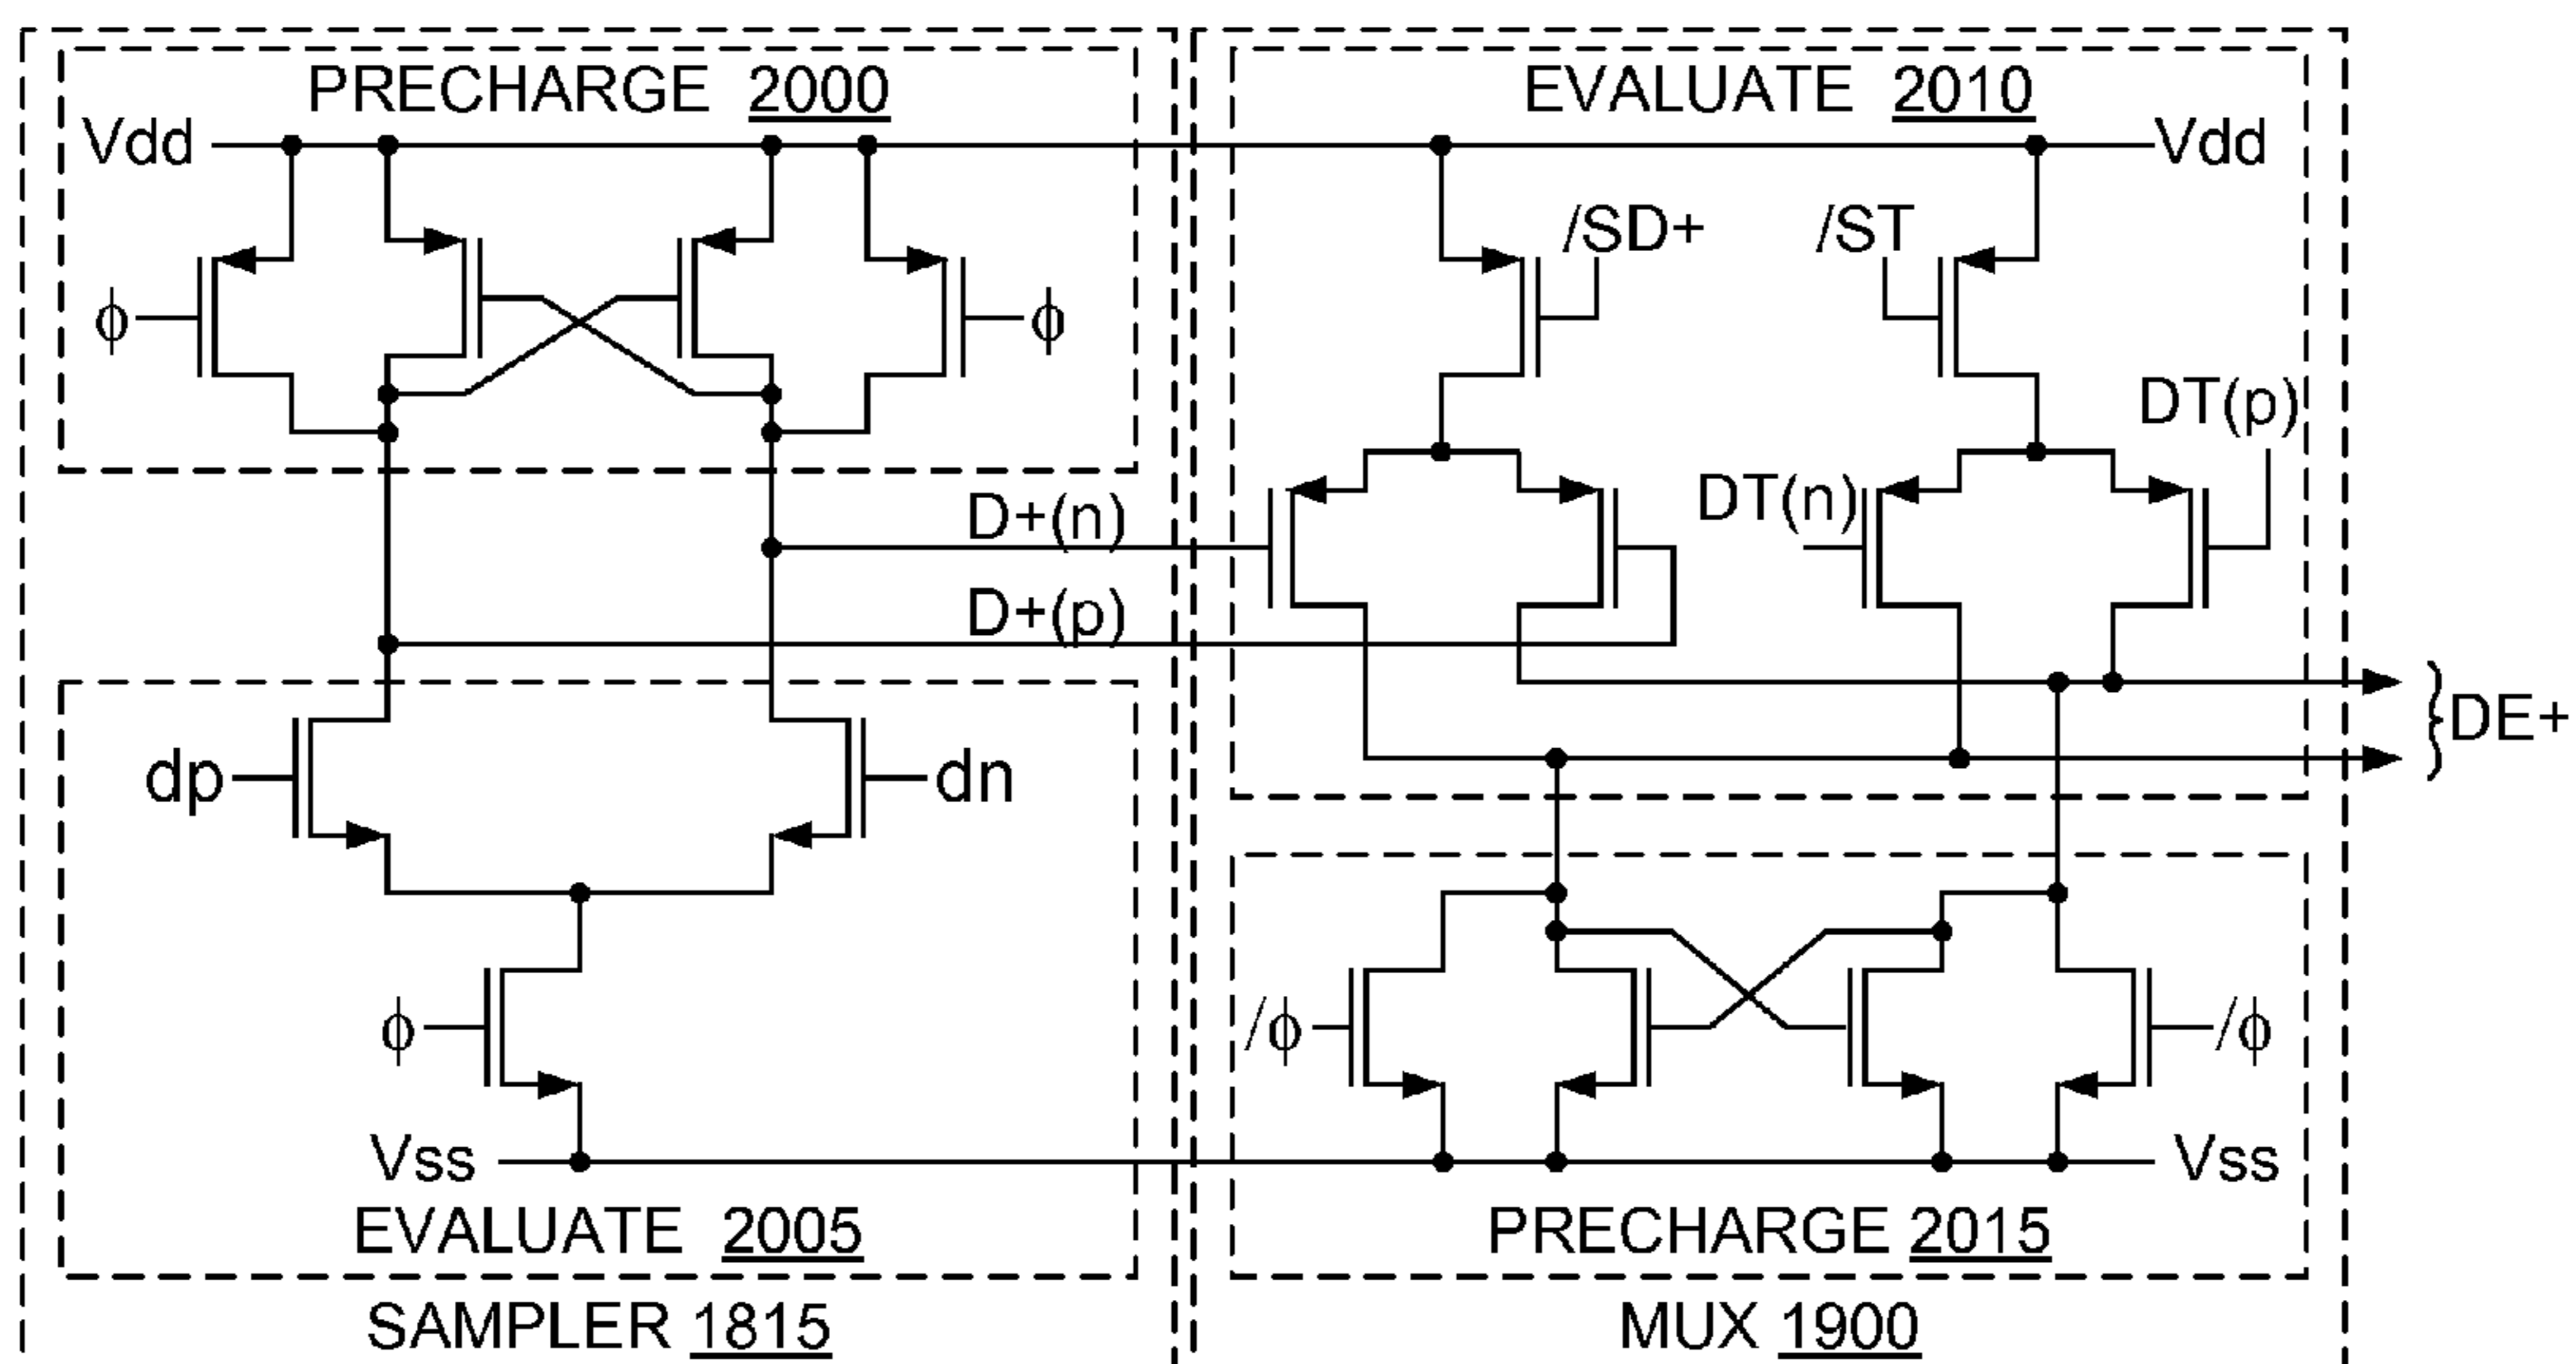 PRECHARGE 2000
EVALUATE 2010
Vdd
Vdd
/SD+
/ST
ϕ
ϕ
DT(p)
DT(n)
D+(n)
D+(p)
DE+
dp
dn
ϕ
/ϕ
/ϕ
Vss
Vss
EVALUATE 2005
PRECHARGE 2015
SAMPLER 1815
MUX 1900